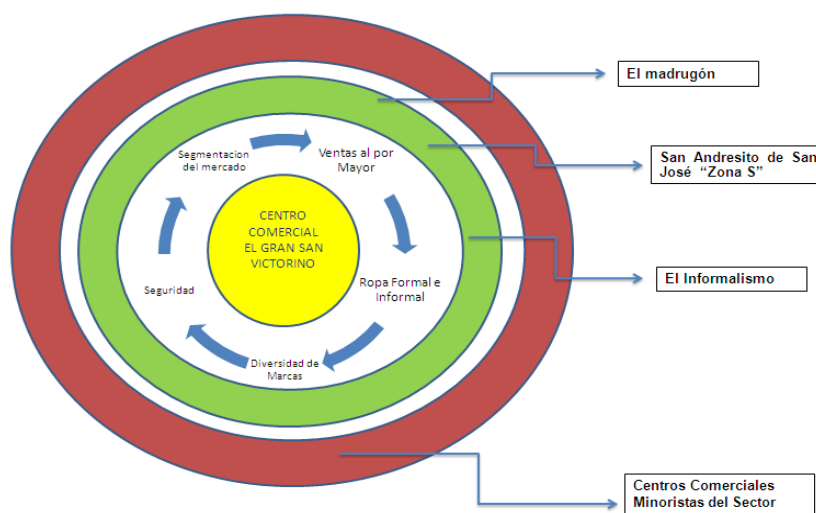 El madrugón
San Andresito de San
José “Zona S”
El Informalismo
Centros Comerciales
Minoristas del Sector
Segmentacion
del mercado
Ventas al por
Mayor
CENTRO
COMERCIAL
EL GRAN SAN
VICTORINO
Ropa Formal e
Informal
Seguridad
Diversidad de
Marcas